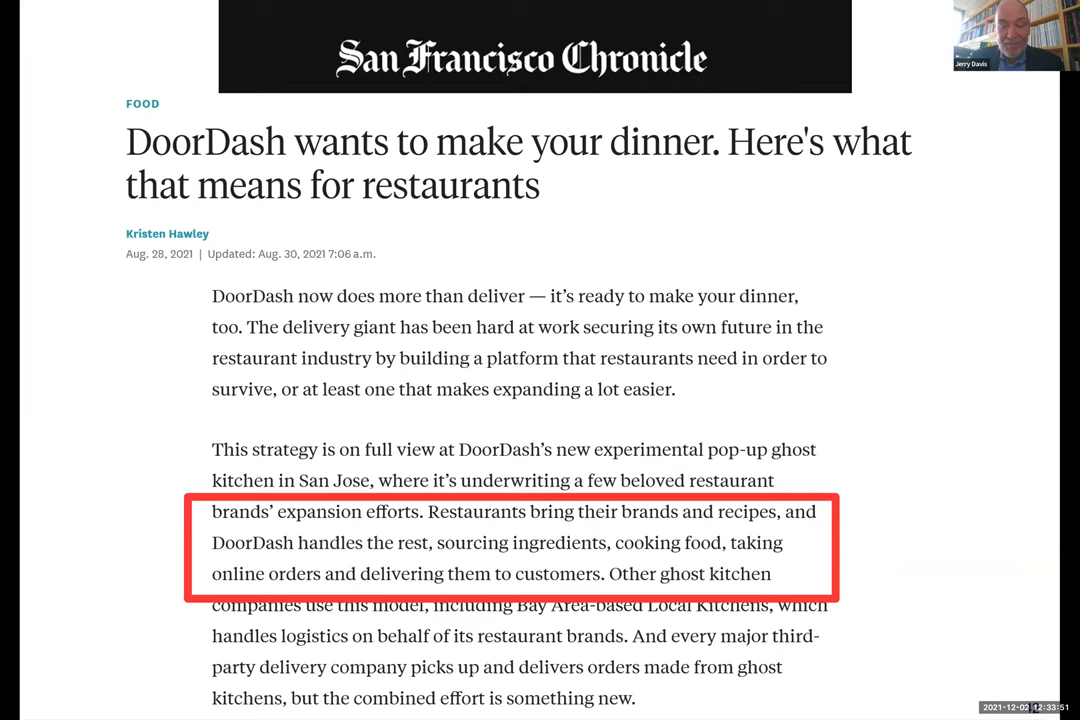 San Francisco Chronicle
Jerry Davis
FOOD
DoorDash wants to make your dinner. Here's what
that means for restaurants
Kristen Hawley
Aug. 28, 2021 | Updated: Aug. 30, 2021 7:06 a.m.
DoorDash now does more than deliver — it’s ready to make your dinner,
too. The delivery giant has been hard at work securing its own future in the
restaurant industry by building a platform that restaurants need in order to
survive, or at least one that makes expanding a lot easier.
This strategy is on full view at DoorDash’s new experimental pop-up ghost
kitchen in San Jose, where it’s underwriting a few beloved restaurant
brands’ expansion efforts. Restaurants bring their brands and recipes, and
DoorDash handles the rest, sourcing ingredients, cooking food, taking
online orders and delivering them to customers. Other ghost kitchen
companies use this model, including Bay Area-based Local Kitchens, which
handles logistics on behalf of its restaurant brands. And every major third-
party delivery company picks up and delivers orders made from ghost
kitchens, but the combined effort is something new.
2021-12-02 12:33:51